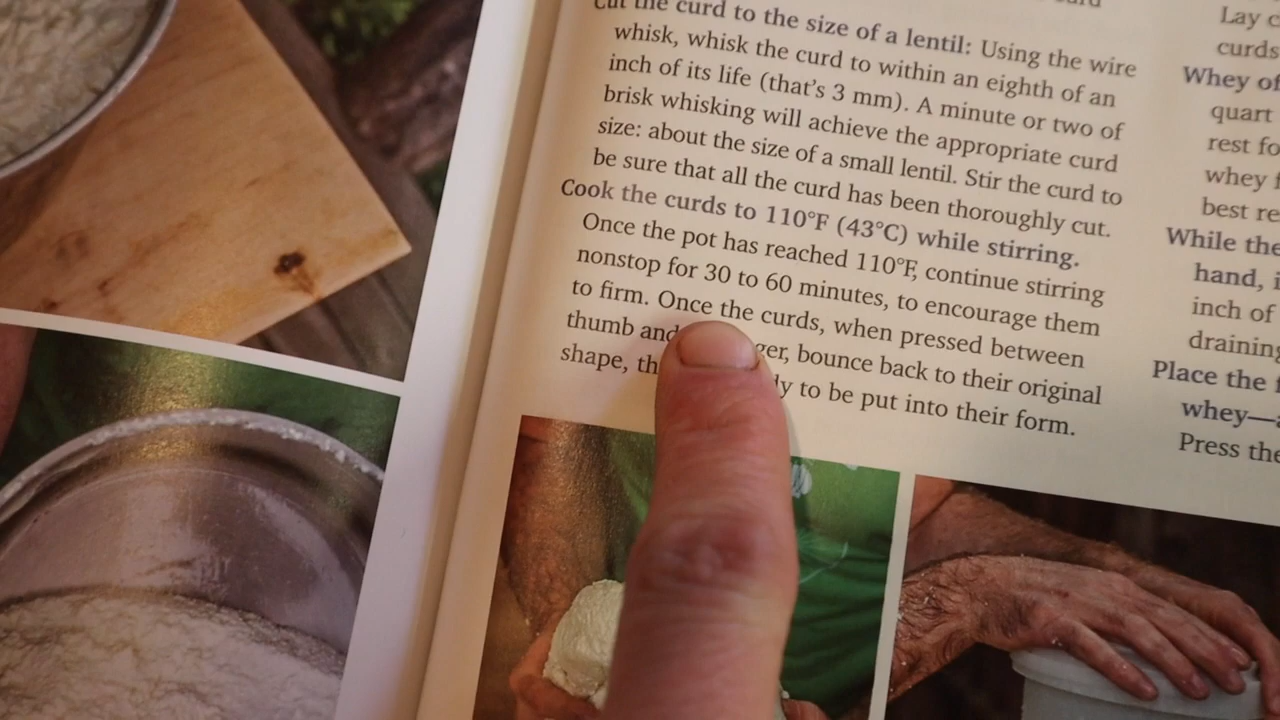 Cut the curd to the size of a lentil: Using the wire
whisk, whisk the curd to within an eighth of an
inch of its life (that's 3 mm). A minute or two of
brisk whisking will achieve the appropriate curd
size: about the size of a small lentil. Stir the curd to
be sure that all the curd has been thoroughly cut.
Cook the curds to 110°F (43°C) while stirring.
Once the pot has reached 110°F, continue stirring
nonstop for 30 to 60 minutes, to encourage them
to firm. Once the curds, when pressed between
thumb and ger, bounce back to their original
shape, th dy to be put into their form.
Lay c
curds
Whey of
quart
rest fo
whey f
best re
While the
hand, i
inch of
draining
Place the f
whey—a
Press the